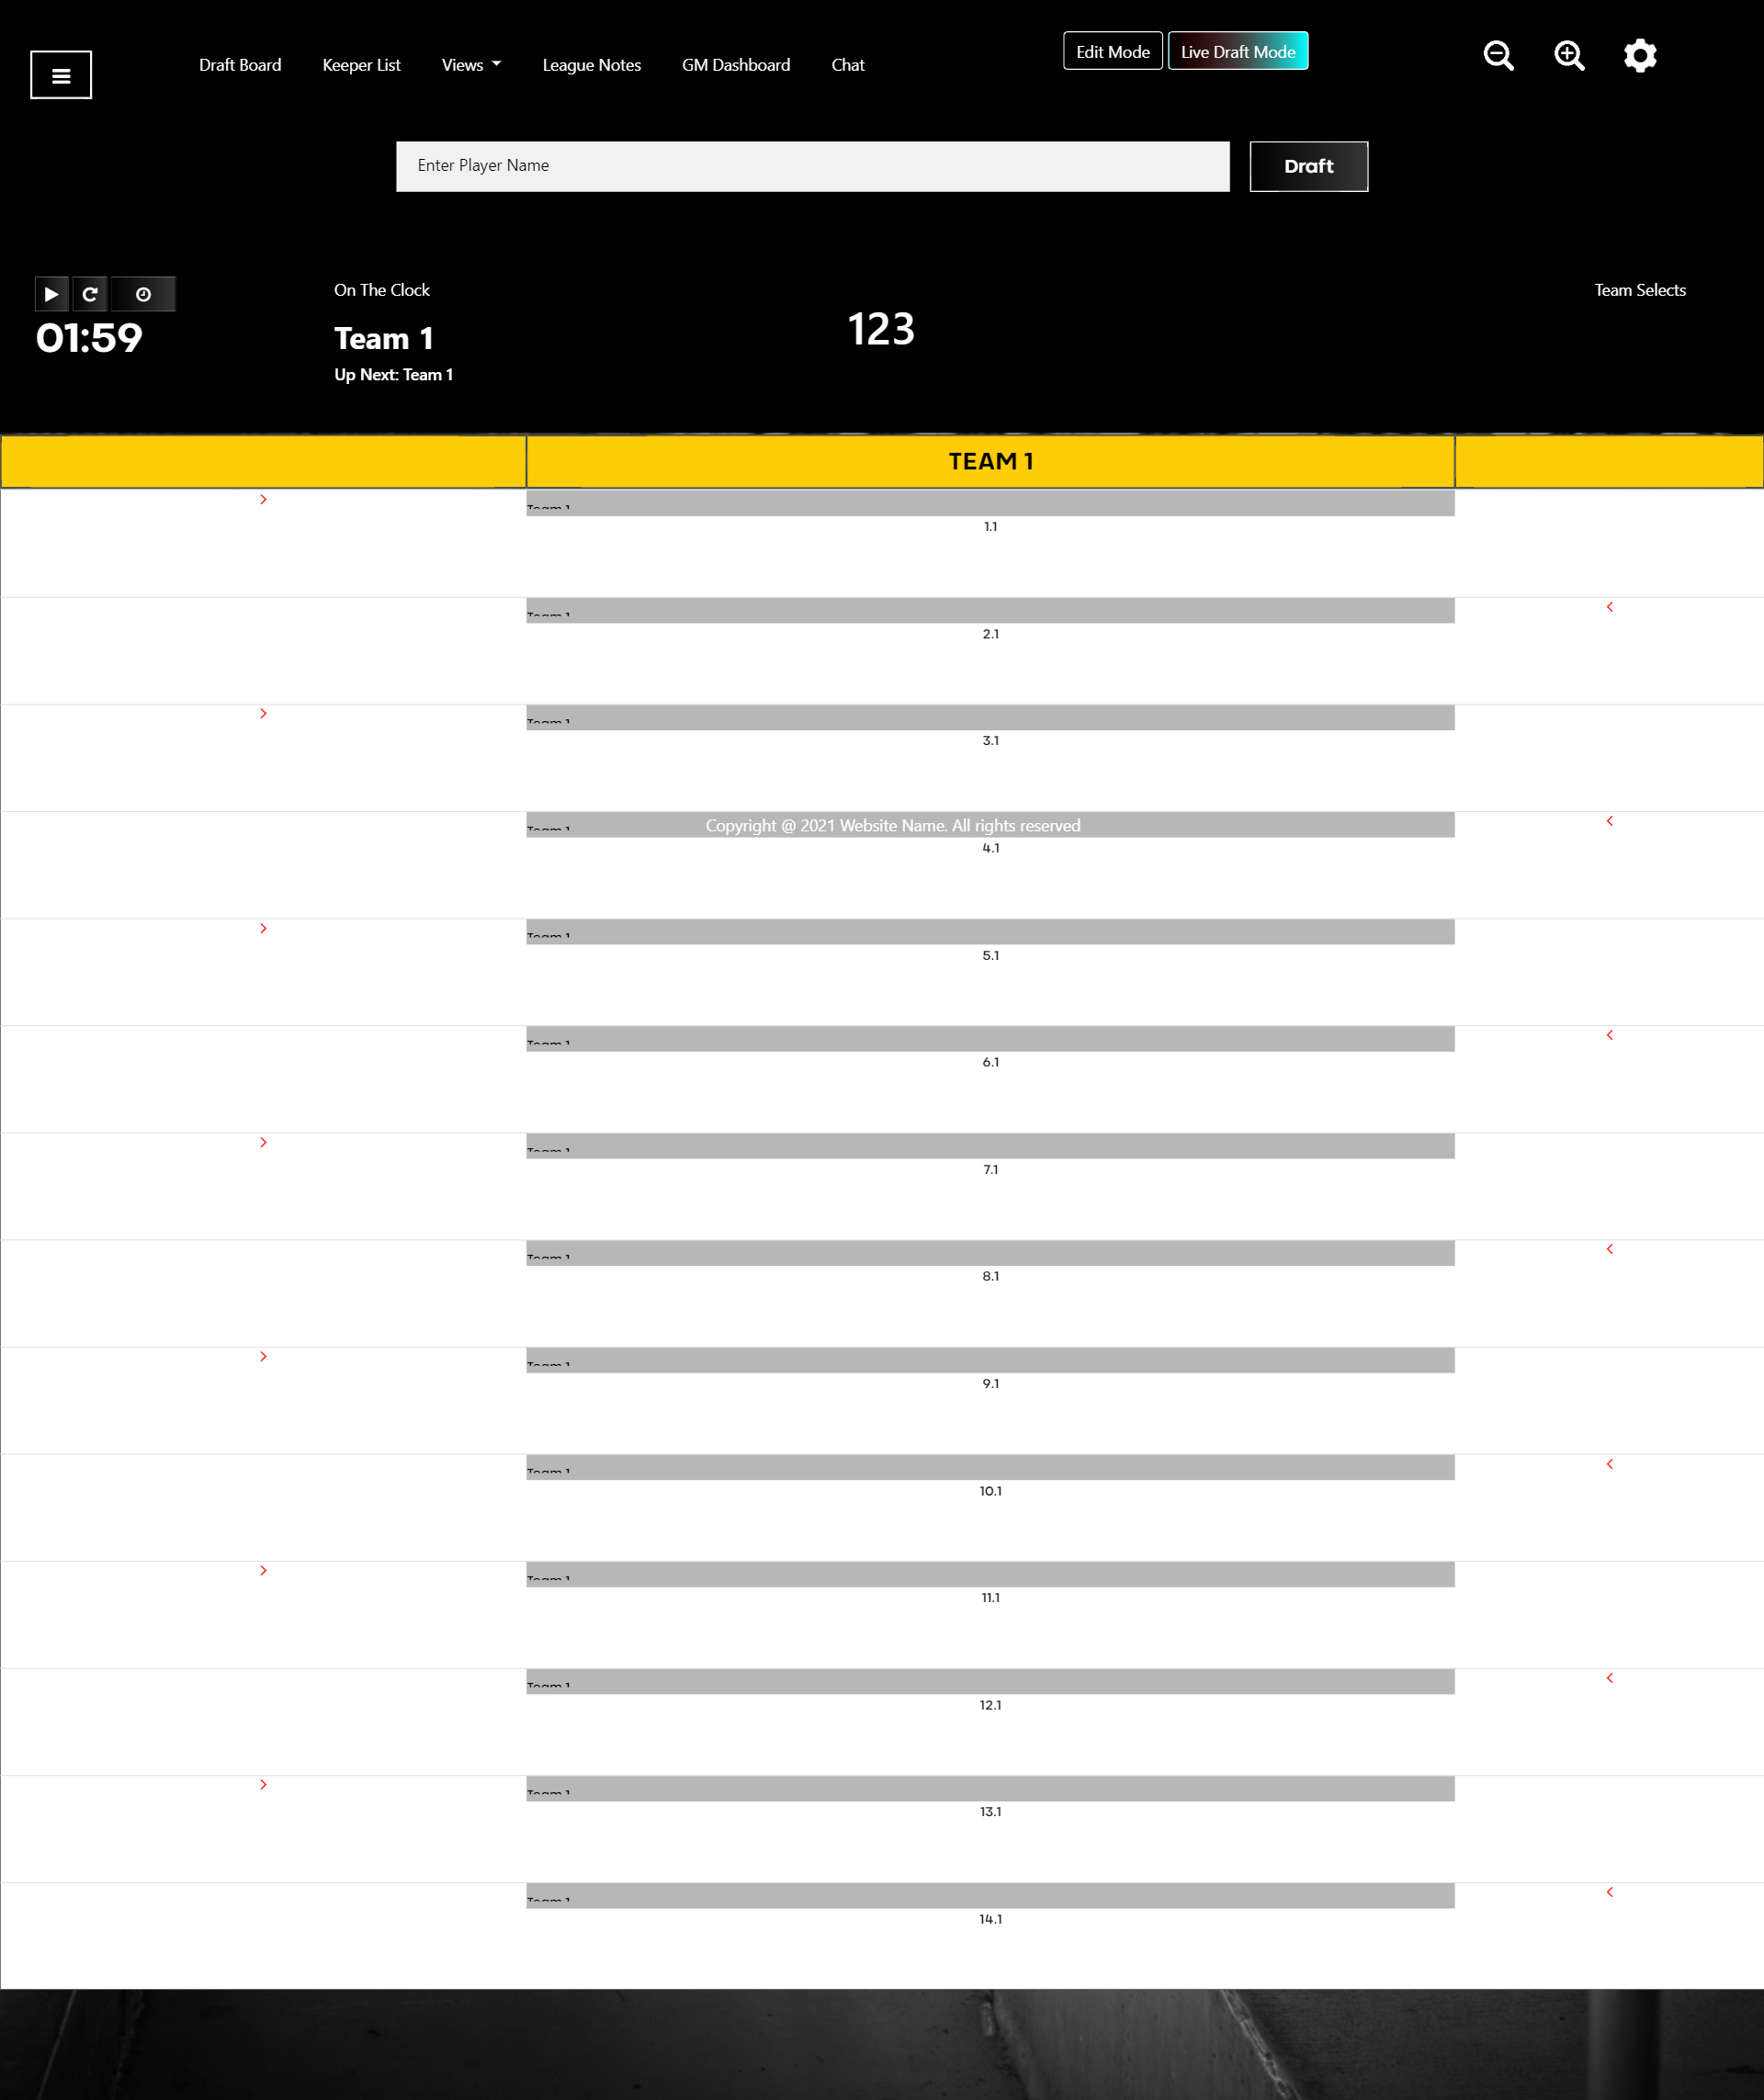 Draft Board Keeper List Views League Notes GM Dashboard Chat Edit Mode Live Draft Mode
Enter Player Name Draft
On The Clock Team Selects
01:59 Team 1 123
Up Next: Team 1
TEAM 1
Team 1
1.1
Team 1
2.1
Team 1
3.1
Team 1 Copyright @ 2021 Website Name. All rights reserved
4.1
Team 1
5.1
Team 1
6.1
Team 1
7.1
Team 1
8.1
Team 1
9.1
Team 1
10.1
Team 1
11.1
Team 1
12.1
Team 1
13.1
Team 1
14.1